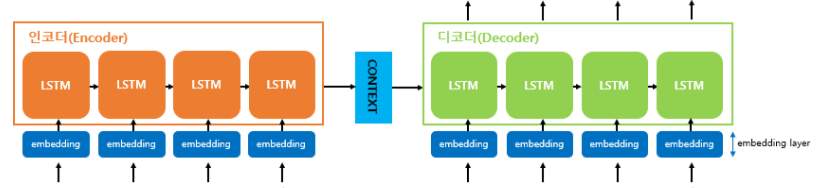 인코더(Encoder)
LSTM
LSTM
LSTM
LSTM
embedding
embedding
embedding
embedding
CONTEXT
디코더(Decoder)
LSTM
LSTM
LSTM
LSTM
embedding
embedding
embedding
embedding
embedding layer